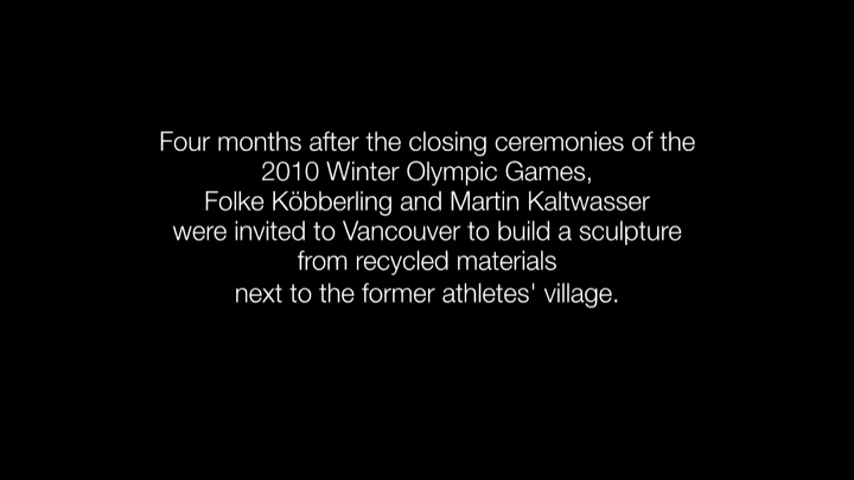 Four months after the closing ceremonies of the
2010 Winter Olympic Games,
Folke Köbberling and Martin Kaltwasser
were invited to Vancouver to build a sculpture
from recycled materials
next to the former athletes' village.